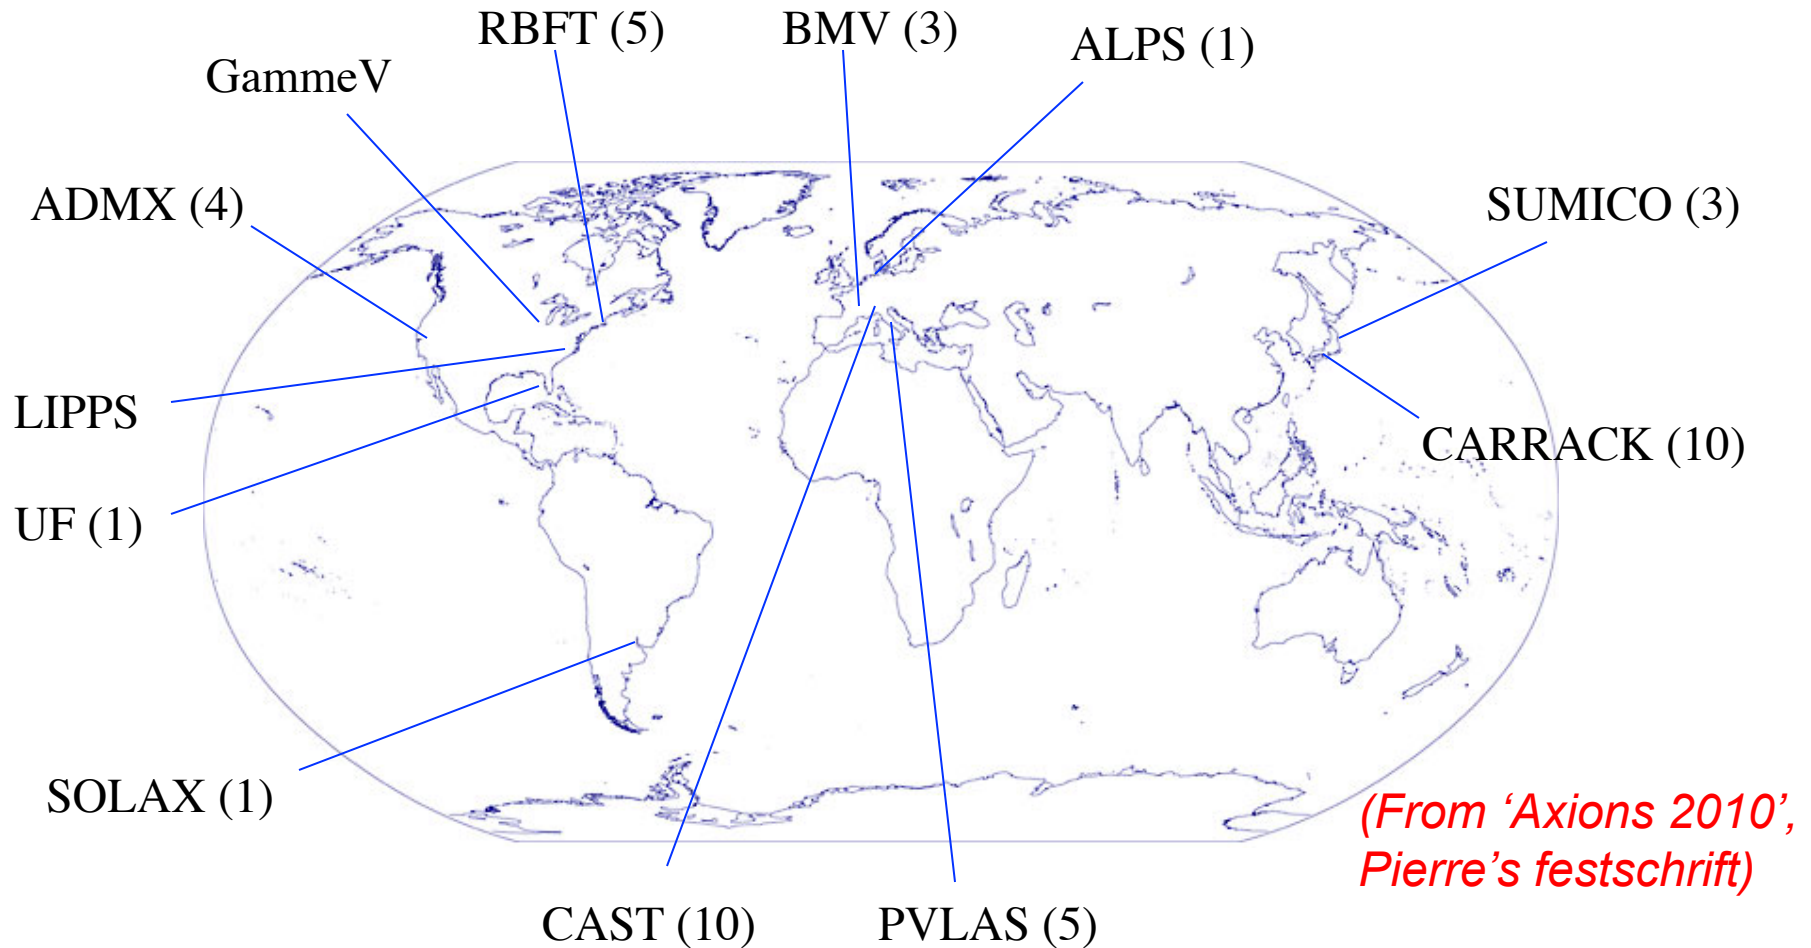 RBFT (5)
BMV (3)
ALPS (1)
GammeV
ADMX (4)
SUMICO (3)
LIPPS
CARRACK (10)
UF (1)
SOLAX (1)
(From ‘Axions 2010’,
Pierre’s festschrift)
CAST (10)
PVLAS (5)